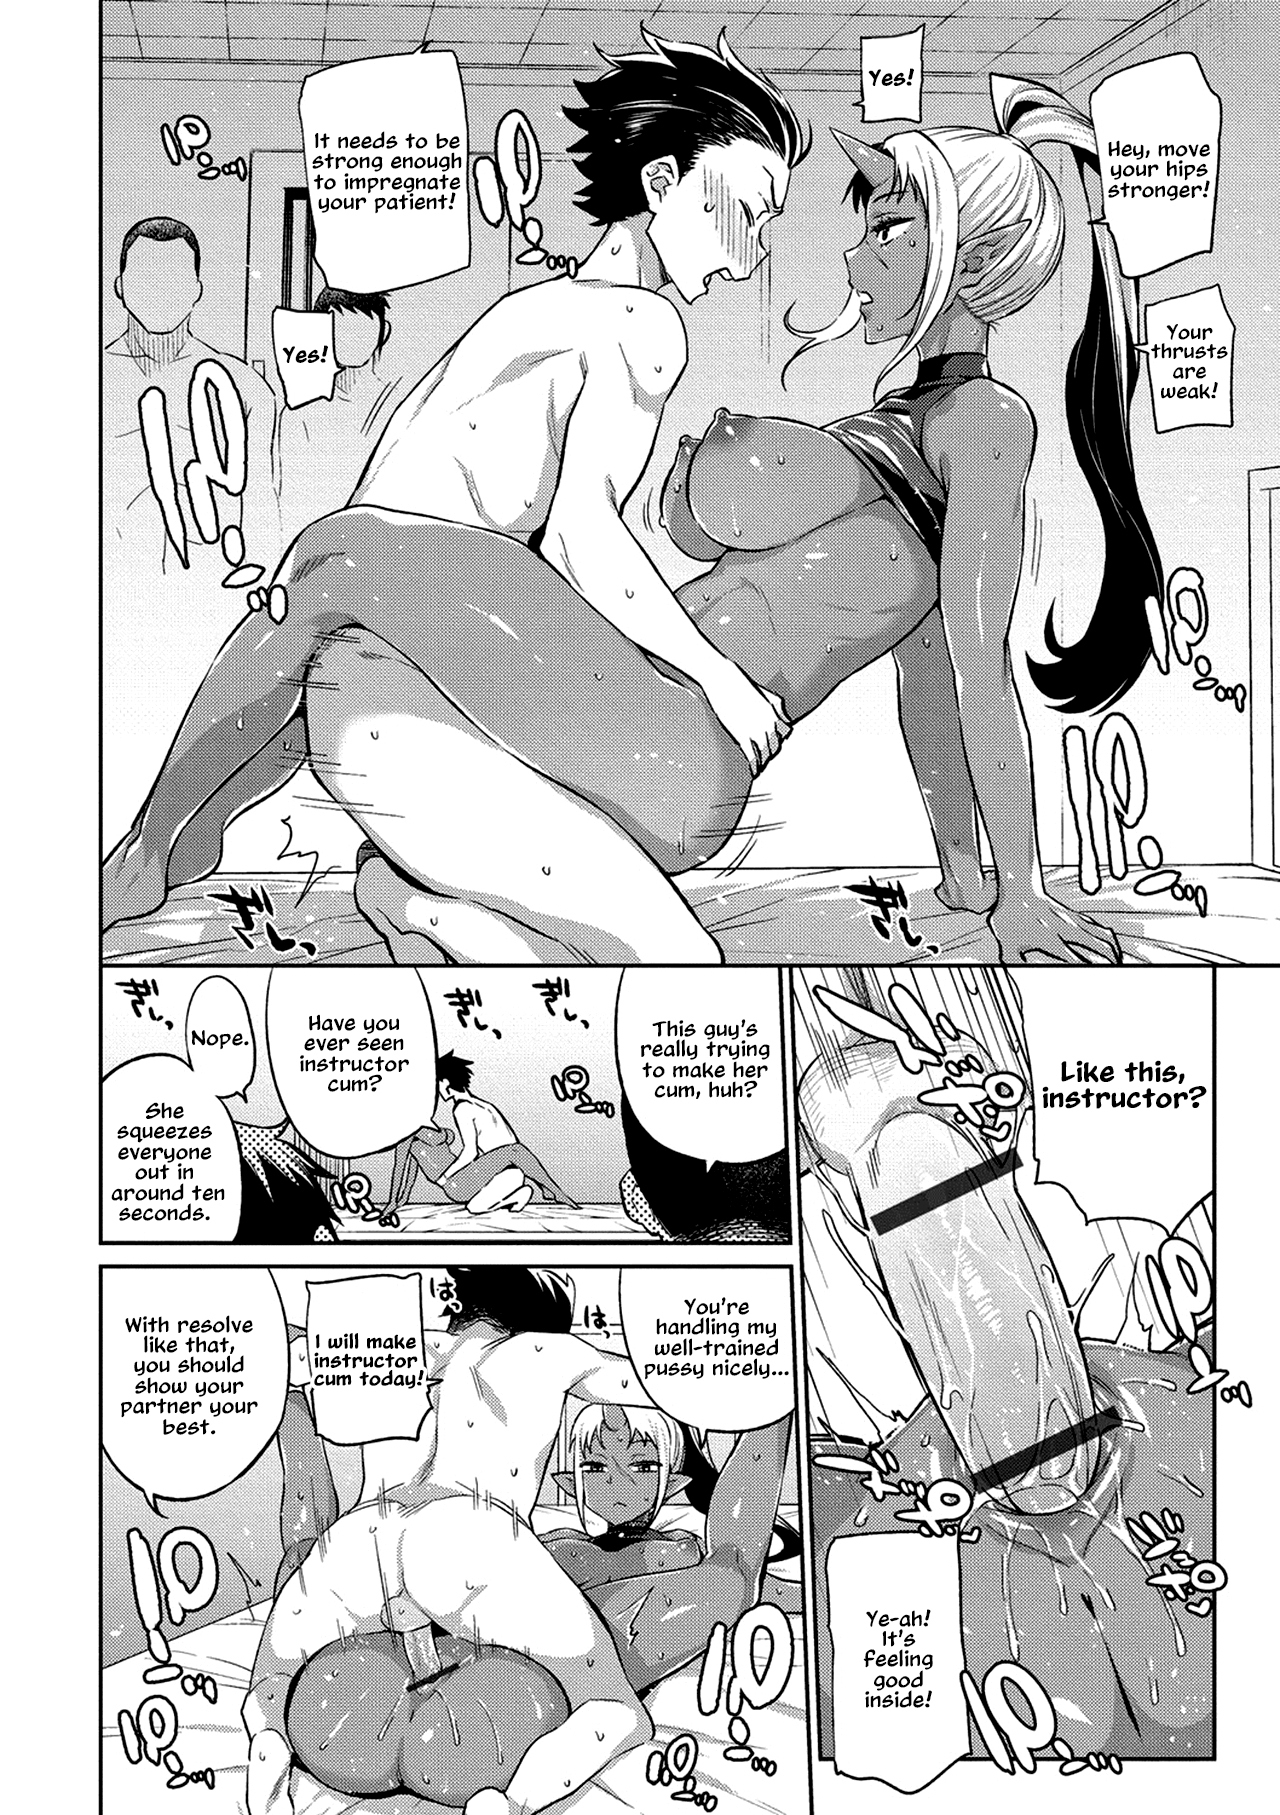 Hey, move
your hips
stronger!
Your
thrusts
are
weak!
Yes!
It needs to be
strong enough
to impregnate
your patient!
Yes!
Like this,
instructor?
Ye-ah!
It's
feeling
good
inside!
This guy's
really trying
to make her
cum, huh?
Have you
ever seen
instructor
cum?
Nope.
She
squeezes
everyone
out in
around ten
seconds.
You're
handling my
well-trained
pussy nicely...
I will make
instructor
cum today!
With resolve
like that,
you should
show your
partner your
best.
はっ
はっ